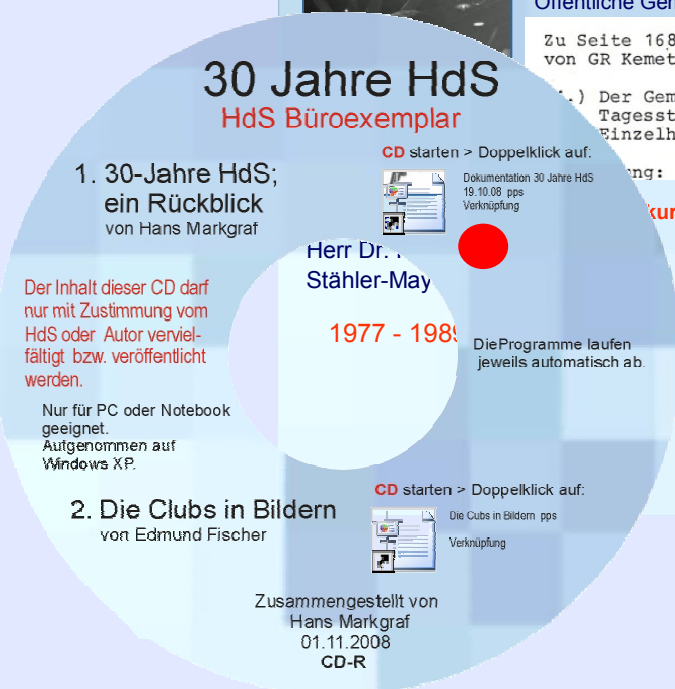 Öffentliche
Zu Seite 168
von GR Kemet
.) Der Gem
Tagesst
Einzelh
ng:
30 Jahre HdS
HdS Büroexemplar
CD starten > Doppelklick auf:
1. 30-Jahre HdS;
ein Rückblick
von Hans Markgraf
Dokumentation 30 Jahre HdS
19.10.08 pps
Verknüpfung
kur
Herr Dr.
Stähler-May
1977 - 1989
Der Inhalt dieser CD darf
nur mit Zustimmung vom
HdS oder Autor verviel-
fältigt bzw. veröffentlicht
werden.
DieProgramme laufen
jeweils automatisch ab.
Nur für PC oder Notebook
geeignet.
Aufgenommen auf
Windows XP.
2. Die Clubs in Bildern
von Edmund Fischer
CD starten > Doppelklick auf:
Die Cubs in Bildern pps
Verknüpfung
Zusammengestellt von
Hans Markgraf
01.11.2008
CD-R